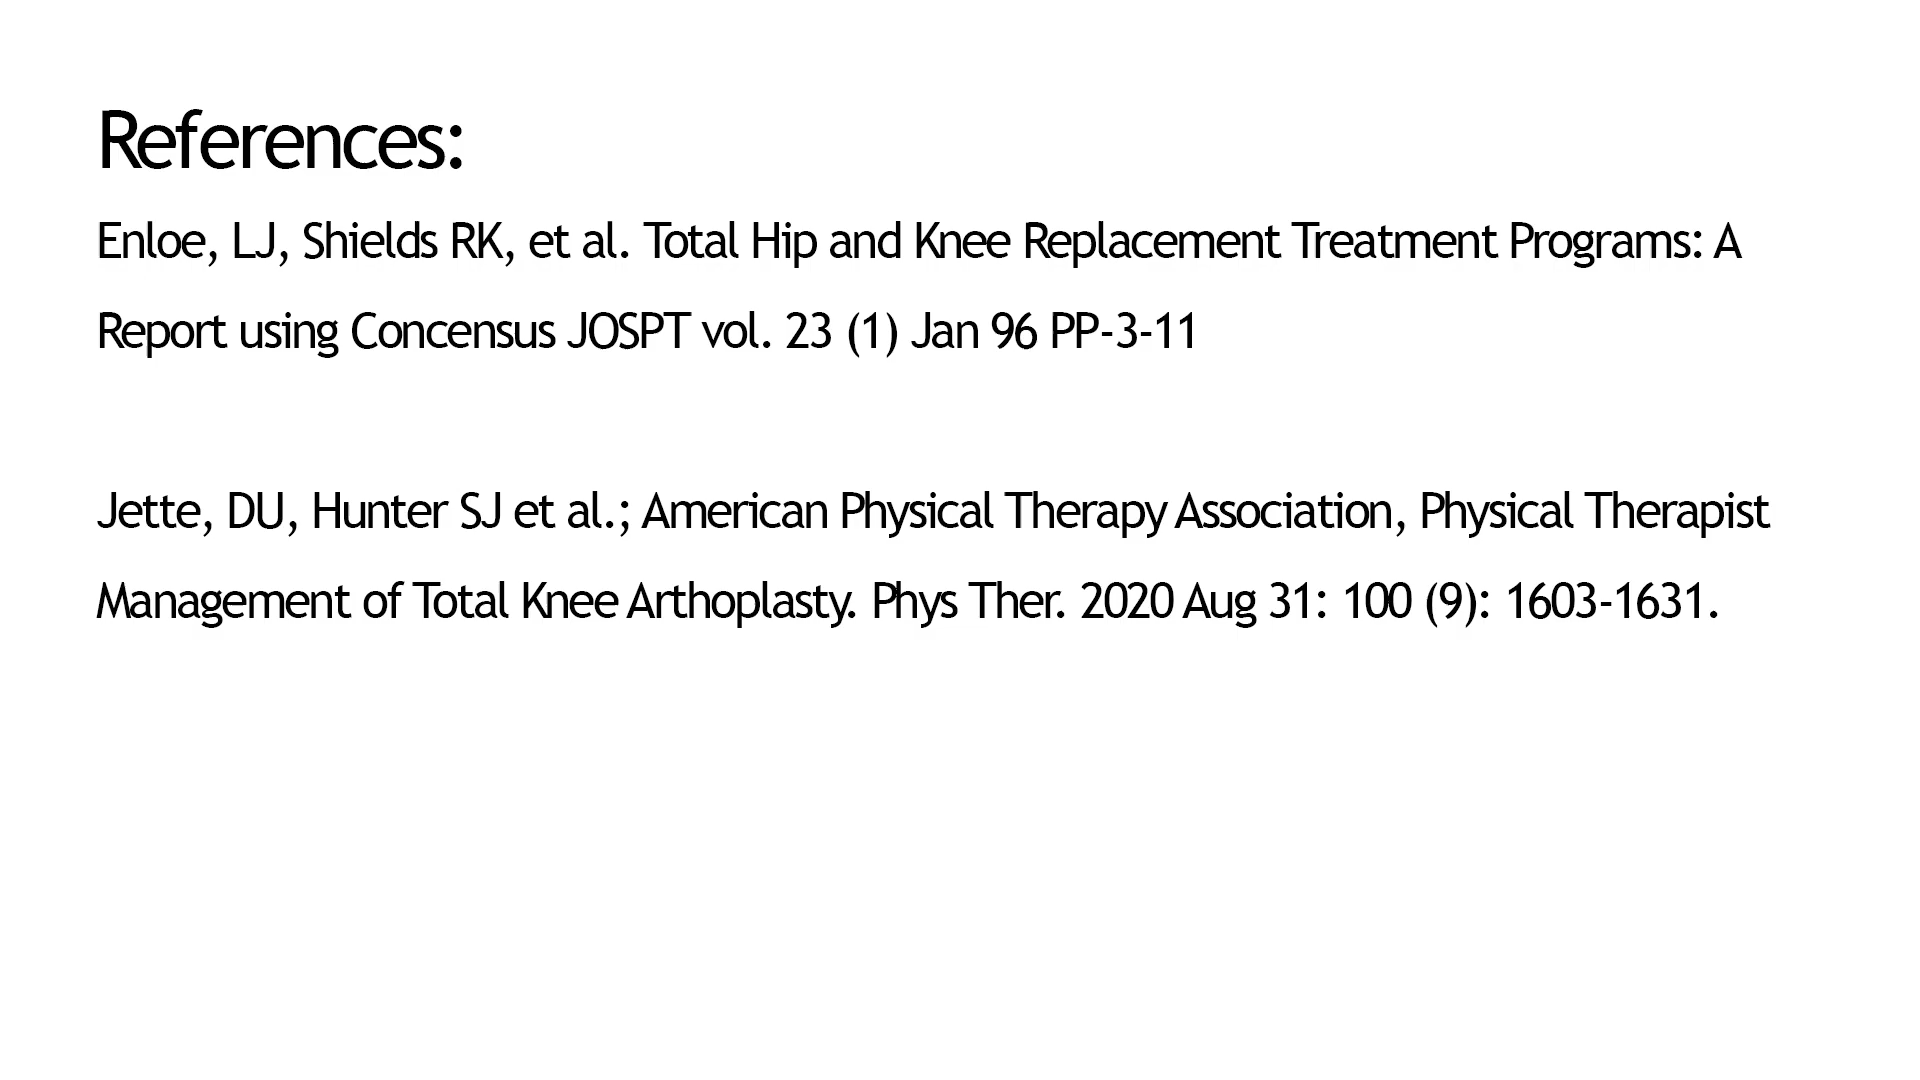 References:
Enloe, LJ, Shields RK, et al. Total Hip and Knee Replacement Treatment Programs: A
Report using Concensus JOSPT vol. 23 (1) Jan 96 PP-3-11
Jette, DU, Hunter SJ et al.; American Physical Therapy Association, Physical Therapist
Management of Total Knee Arthoplasty. Phys Ther. 2020 Aug 31: 100 (9): 1603-1631.